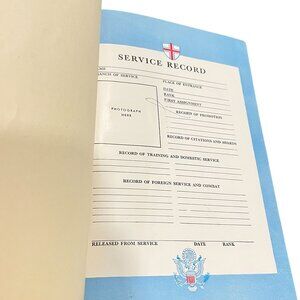 SERVICE RECORD
BRANCH OF SERVICE
PLACE OF ENTRANCE
DATE
RANK
FIRST ASSIGNMENT
PHOTOGRAPH
HERE
RECORD OF PROMOTION
RECORD OF CITATIONS AND AWARDS
RECORD OF TRAINING AND DOMESTIC SERVICE
RECORD OF FOREIGN SERVICE AND COMBAT
RELEASED FROM SERVICE DATE RANK